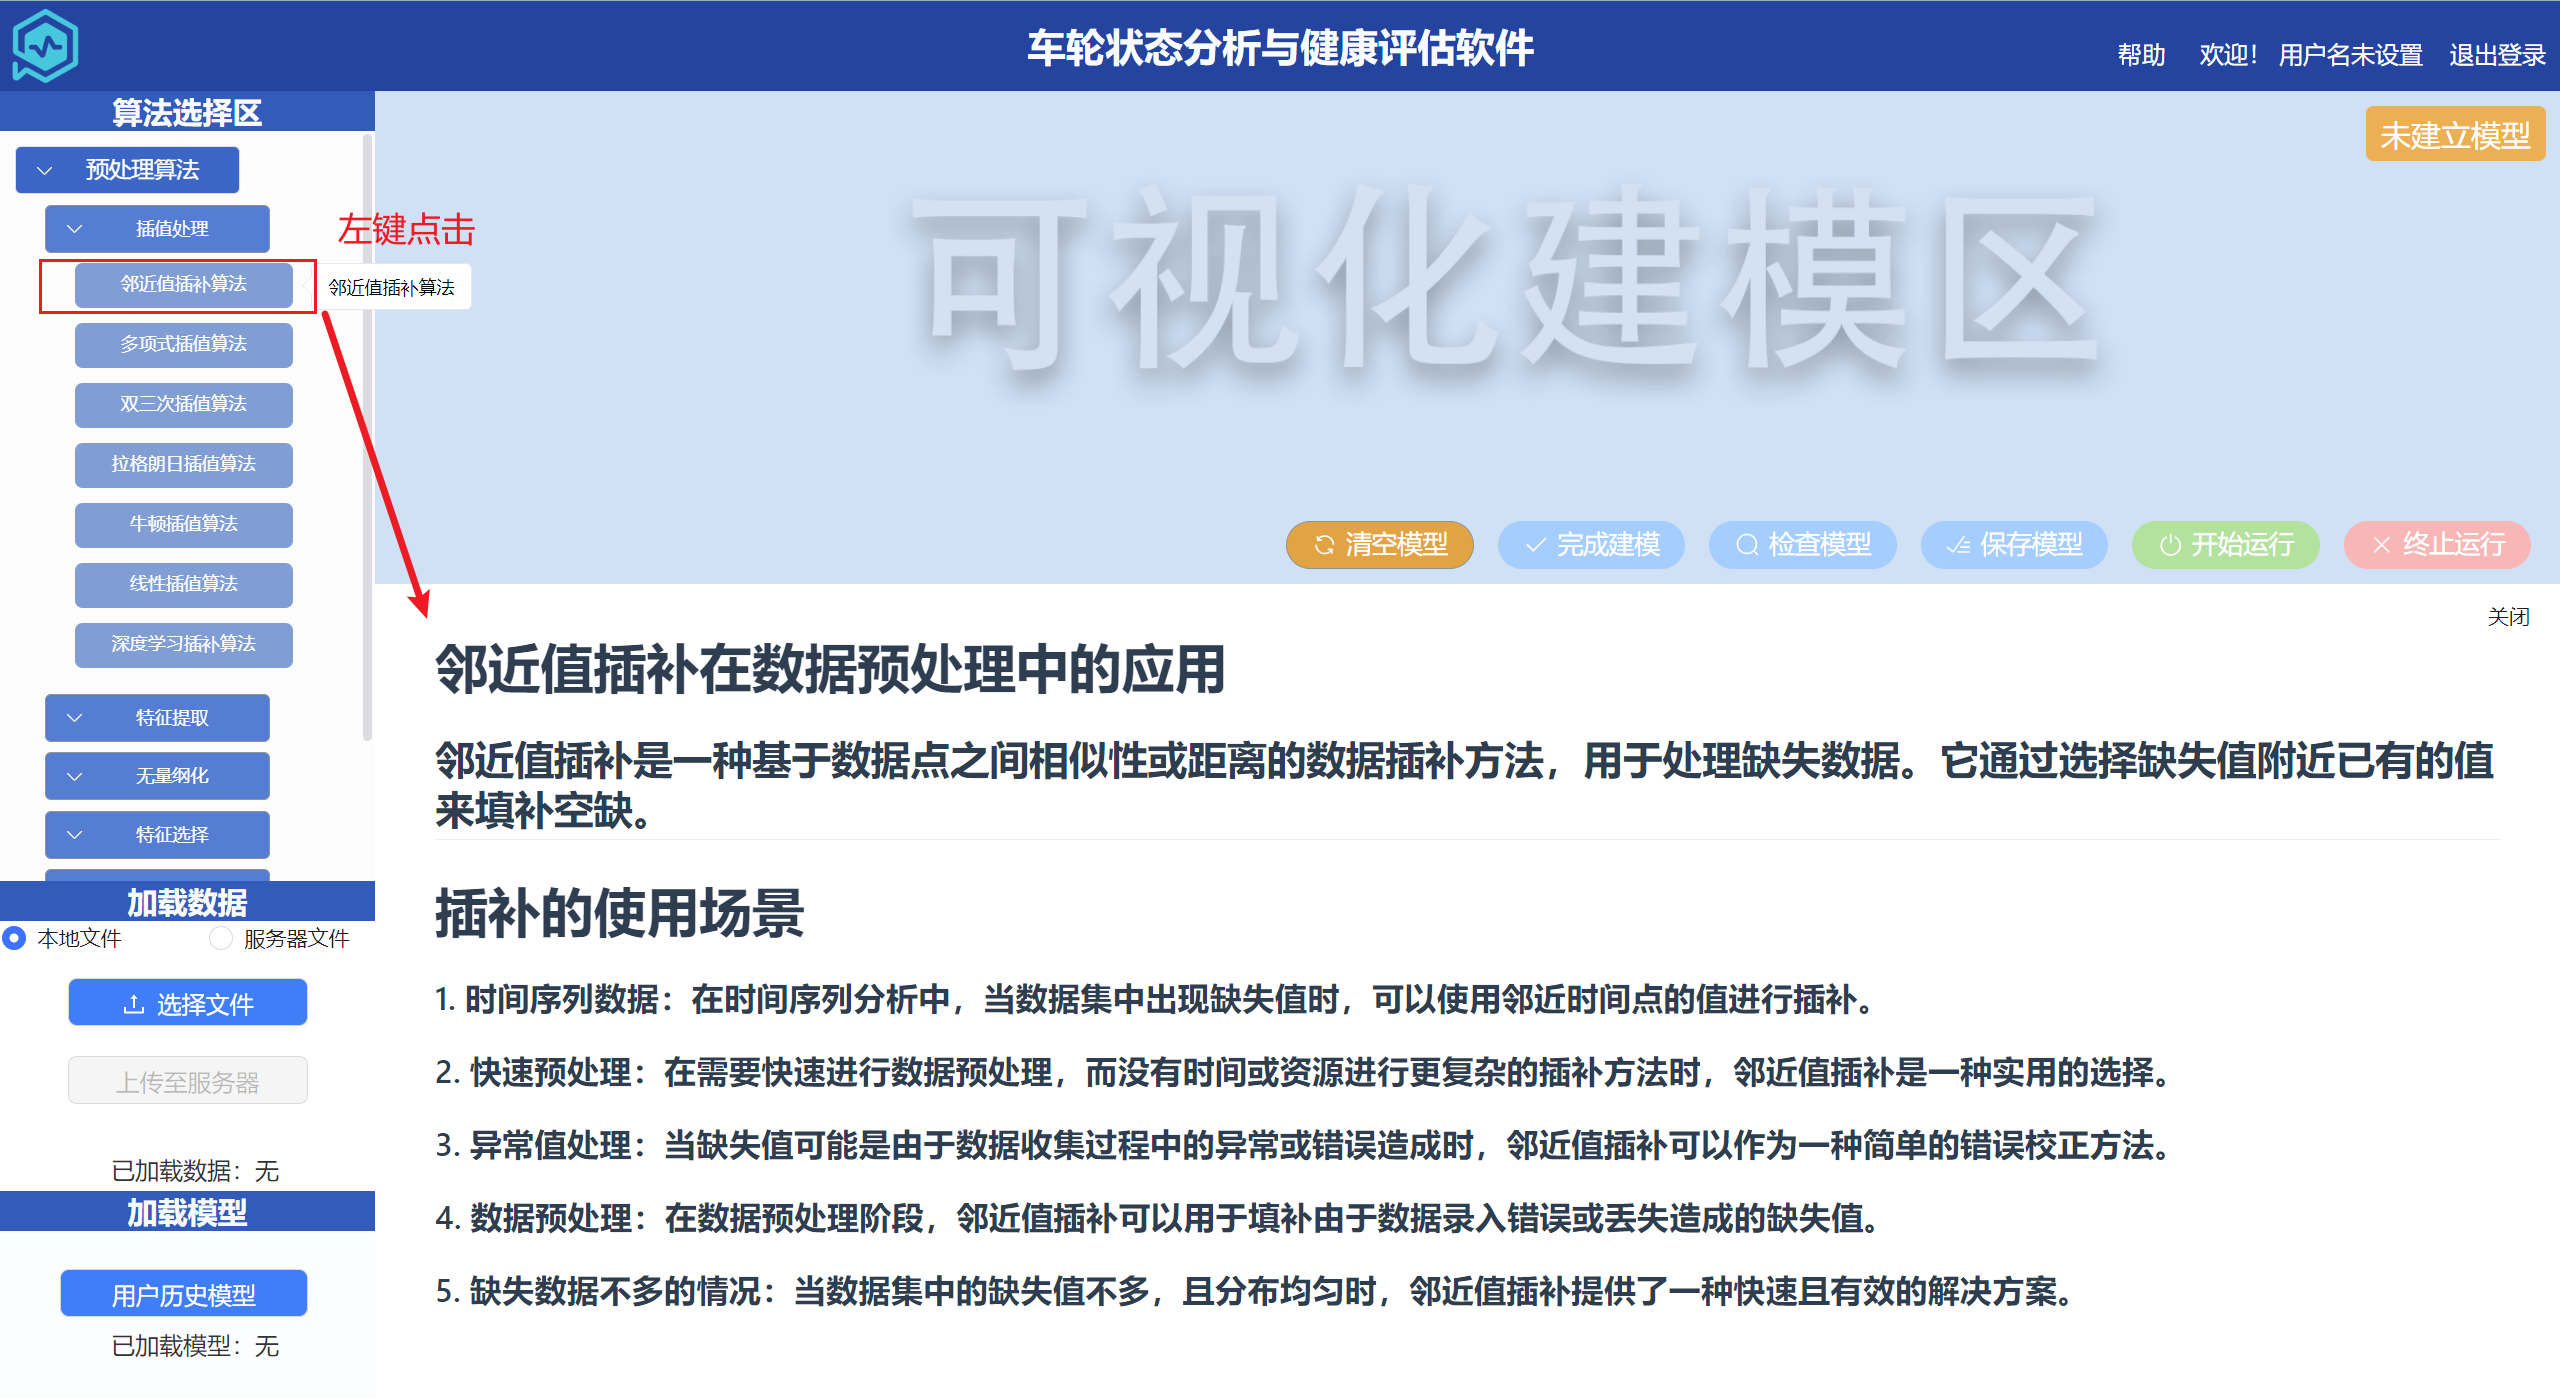 车轮状态分析与健康评估软件
帮助
欢迎！
用户名未设置
退出登录
算法选择区
预处理算法
插值处理
邻近值插补算法
多项式插值算法
双三次插值算法
拉格朗日插值算法
牛顿插值算法
线性插值算法
深度学习插补算法
特征提取
无量纲化
特征选择
左键点击
邻近值插补算法
加载数据
本地文件
服务器文件
选择文件
上传至服务器
已加载数据：无
加载模型
用户历史模型
已加载模型：无
未建立模型
可视化建模区
清空模型
完成建模
检查模型
保存模型
开始运行
终止运行
关闭
邻近值插补在数据预处理中的应用
邻近值插补是一种基于数据点之间相似性或距离的数据插补方法，用于处理缺失数据。它通过选择缺失值附近已有的值
来填补空缺。
插补的使用场景
1. 时间序列数据：在时间序列分析中，当数据集中出现缺失值时，可以使用邻近时间点的值进行插补。
2. 快速预处理：在需要快速进行数据预处理，而没有时间或资源进行更复杂的插补方法时，邻近值插补是一种实用的选择。
3. 异常值处理：当缺失值可能是由于数据收集过程中的异常或错误造成时，邻近值插补可以作为一种简单的错误校正方法。
4. 数据预处理：在数据预处理阶段，邻近值插补可以用于填补由于数据录入错误或丢失造成的缺失值。
5. 缺失数据不多的情况：当数据集中的缺失值不多，且分布均匀时，邻近值插补提供了一种快速且有效的解决方案。